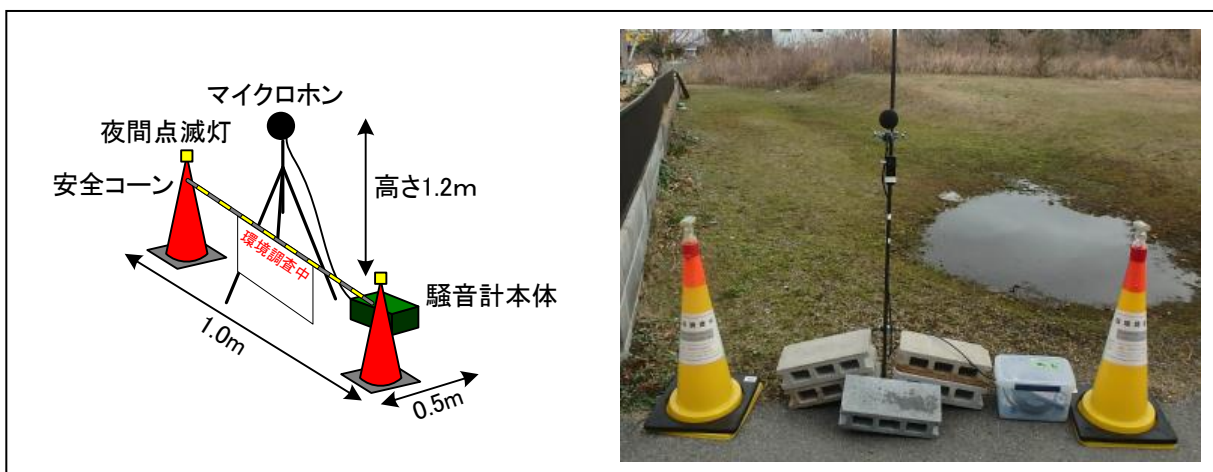 マイクロホン
夜間点滅灯
安全コーン
高さ1.2m
環境調査中
騒音計本体
1.0m
0.5m